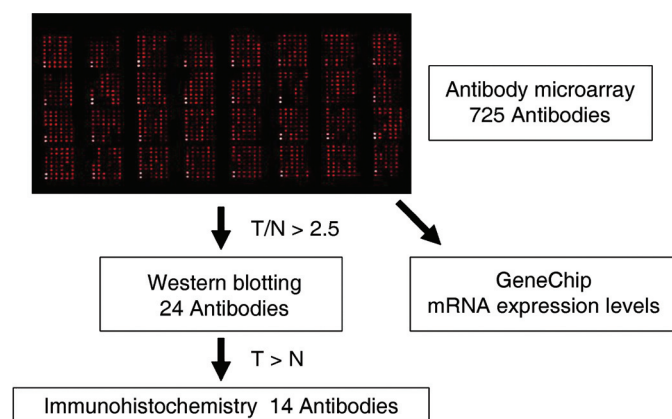 Antibody microarray
725 Antibodies
T/N > 2.5
Western blotting
24 Antibodies
GeneChip
mRNA expression levels
T > N
Immunohistochemistry 14 Antibodies